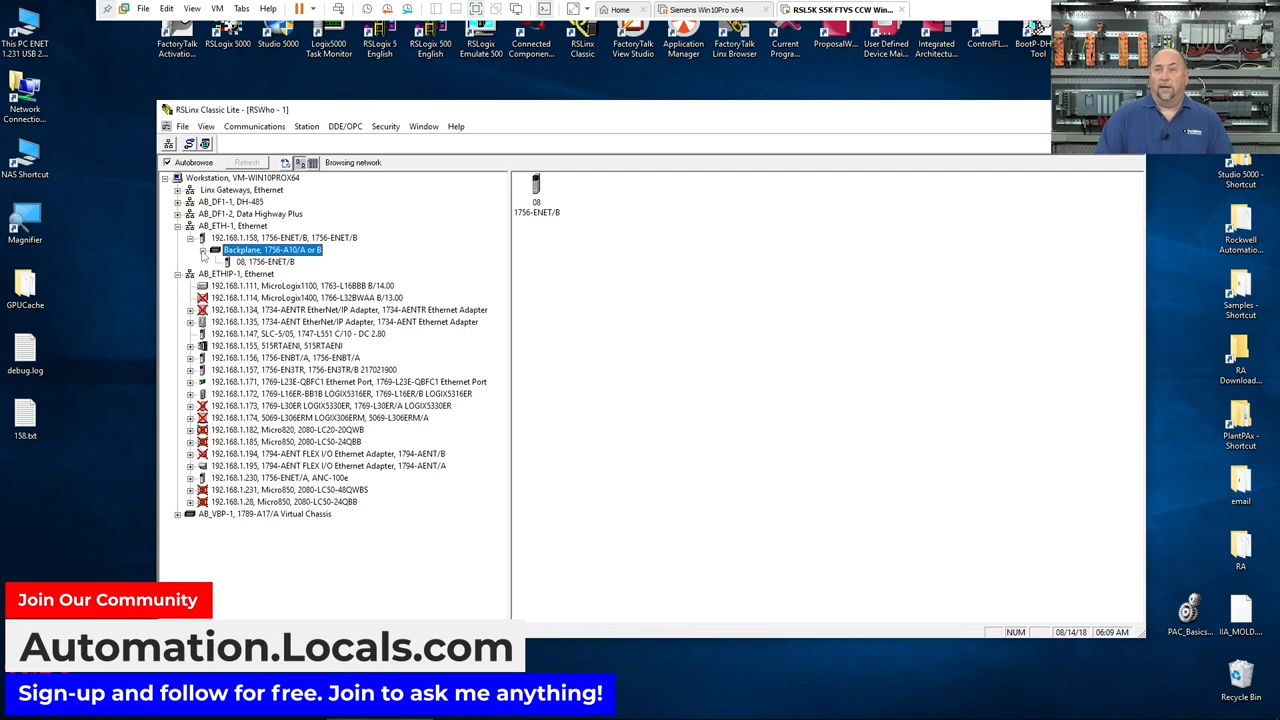 File Edit View VM Tabs Help
Home
Siemens Win10Pro x64
RSL5K S5K FTVS CCW Win...
This PC ENET
1.231 USB 2...
Network
Connectio...
NAS Shortcut
Magnifier
GPUCache
debug.log
158.txt
FactoryTalk
View
RSLogix 5000
Studio 5000
Logix5000
Task Monitor
RSLogix 5
English
RSLogix 500
English
RSLogix
Emulate 500
Connected
Componen...
RSLinx
Classic
FactoryTalk
View Studio
Application
Manager
FactoryTalk
Linx Browser
Current
Progra...
ProposalW...
User Defined
Device Ma...
Integrated
Architectu...
ControlFL...
BootP-DH
Tool
RSLinx Classic Lite - [RSWho - 1]
File View Communications Station DDE/OPC Security Window Help
Autobrowse Refresh Browsing network
Workstation, VM-WIN10PROX64
Linx Gateways, Ethernet
AB_DF1-1, DH-485
AB_DF1-2, Data Highway Plus
AB_ETH-1, Ethernet
192.168.1.158, 1756-ENET/B, 1756-ENET/B
Backplane, 1756-A10/A or B
08, 1756-ENET/B
AB_ETHIP-1, Ethernet
192.168.1.111, MicroLogix1100, 1763-L16BBB B/14.00
192.168.1.114, MicroLogix1400, 1766-L32BWAA B/13.00
192.168.1.134, 1734-AENTR EtherNet/IP Adapter, 1734-AENTR Ethernet Adapter
192.168.1.135, 1734-AENT EtherNet/IP Adapter, 1734-AENT Ethernet Adapter
192.168.1.147, SLC-5/05, 1747-L551 C/10 - DC 2.80
192.168.1.155, 515RTAENI, 515RTAENI
192.168.1.156, 1756-ENBT/A, 1756-ENBT/A
192.168.1.157, 1756-EN3TR, 1756-EN3TR/B 217021900
192.168.1.171, 1769-L23E-QBFC1 Ethernet Port, 1769-L23E-QBFC1 Ethernet Port
192.168.1.172, 1769-L16ER-BB1B LOGIX5316ER, 1769-L16ER/B LOGIX5316ER
192.168.1.173, 1769-L30ER LOGIX5330ER, 1769-L30ER/A LOGIX5330ER
192.168.1.174, 5069-L306ERM LOGIX306ERM, 5069-L306ERM/A
192.168.1.182, Micro820, 2080-LC20-20QWB
192.168.1.185, Micro850, 2080-LC50-24QBB
192.168.1.194, 1794-AENT FLEX I/O Ethernet Adapter, 1794-AENT/B
192.168.1.195, 1794-AENT FLEX I/O Ethernet Adapter, 1794-AENT/A
192.168.1.230, 1756-ENET/A, ANC-100e
192.168.1.231, Micro850, 2080-LC50-48QWBS
192.168.1.28, Micro850, 2080-LC50-24QBB
AB_VBP-1, 1789-A17/A Virtual Chassis
08
1756-ENET/B
NUM 08/14/18 06:09 AM
Studio 5000 -
Shortcut
Rockwell
Automatio...
Samples -
Shortcut
RA
Download...
PlantPAx -
Shortcut
email
RA
PAC_Basics...
IIA_MOLD....
Recycle Bin
Join Our Community
Automation.Locals.com
Sign-up and follow for free. Join to ask me anything!